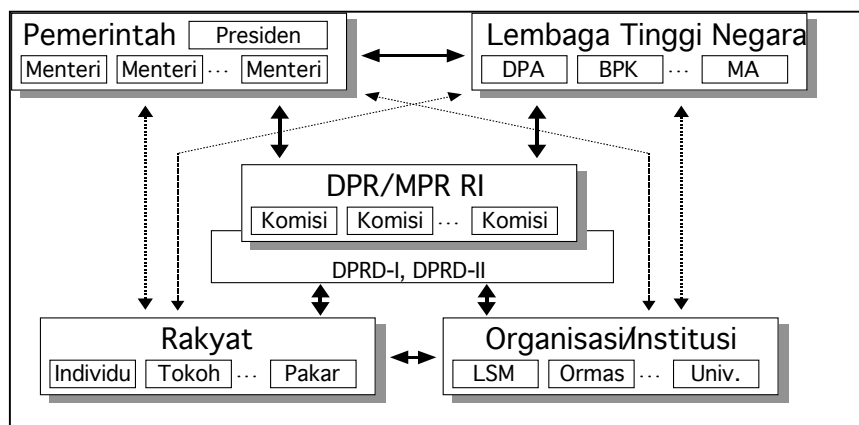 Pemerintah Presiden
Menteri Menteri ... Menteri
Lembaga Tinggi Negara
DPA BPK ... MA
DPR/MPR RI
Komisi Komisi ... Komisi
DPRD-I, DPRD-II
Rakyat
Individu Tokoh ... Pakar
Organisasi/Institusi
LSM Ormas ... Univ.